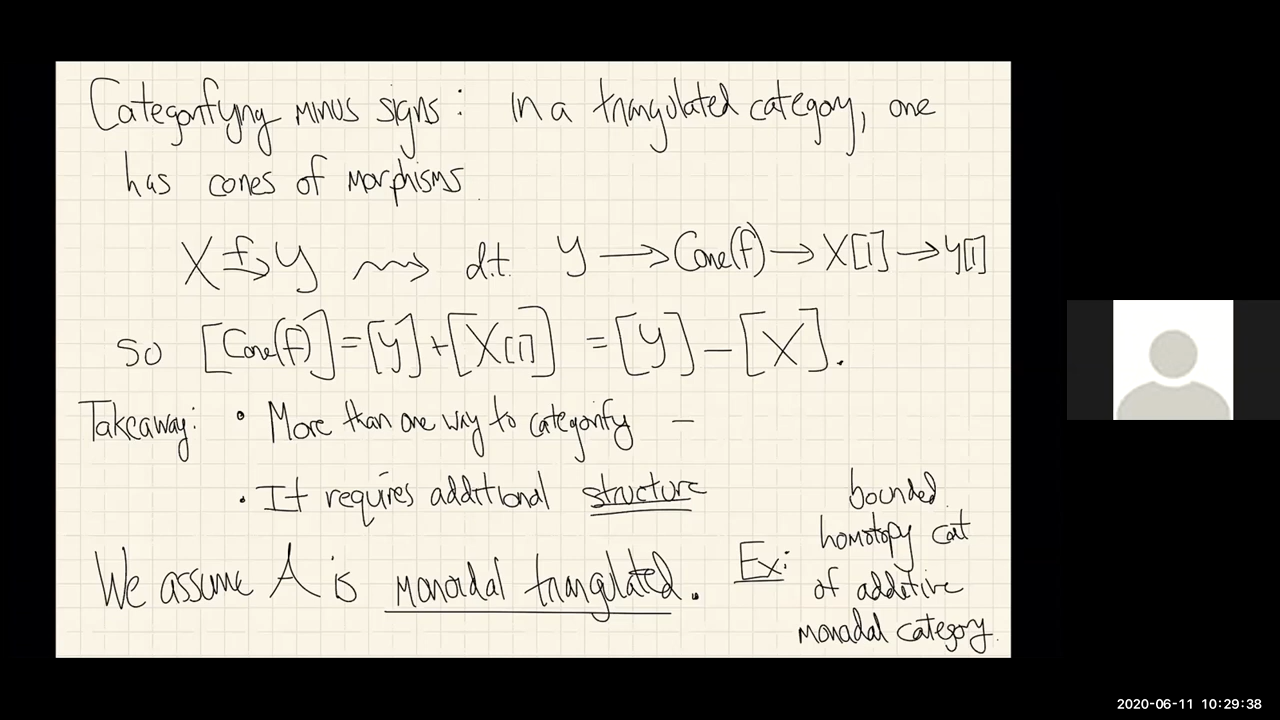 Categorifying minus signs: in a triangulated category, one
has cones of morphisms.
X -f-> Y ⇝ d.t. Y → Cone(f) → X[1] → Y[1]
so [Cone(f)] = [Y] + [X[1]] = [Y] - [X].
Takeaway: • More than one way to categorify -
• It requires additional structure
We assume A is monoidal triangulated.
Ex: bounded
homotopy cat
of additive
monoidal category.
2020-06-11 10:29:38